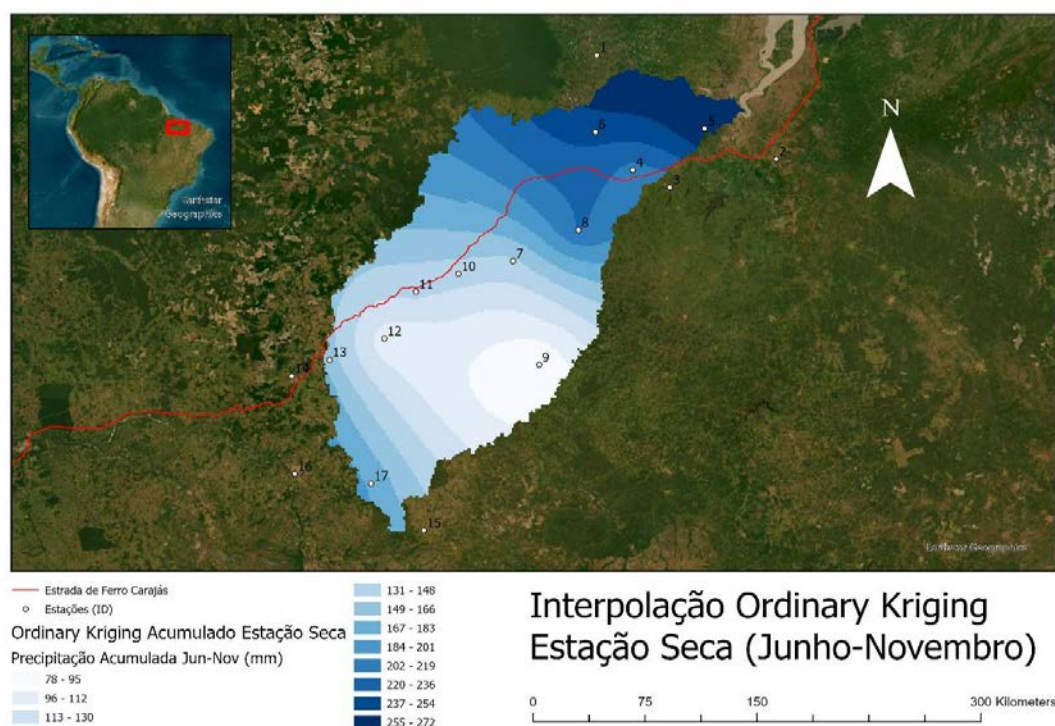 Earthstar
Geographics
N
1
2
3
4
5
6
7
8
9
10
11
12
13
14
15
16
17
Earthstar Geographics
Estrada de Ferro Carajás
Estações (ID)
Ordinary Kriging Acumulado Estação Seca
Precipitação Acumulada Jun-Nov (mm)
78 - 95
96 - 112
113 - 130
131 - 148
149 - 166
167 - 183
184 - 201
202 - 219
220 - 236
237 - 254
255 - 272
Interpolação Ordinary Kriging
Estação Seca (Junho-Novembro)
0 75 150 300 Kilometers